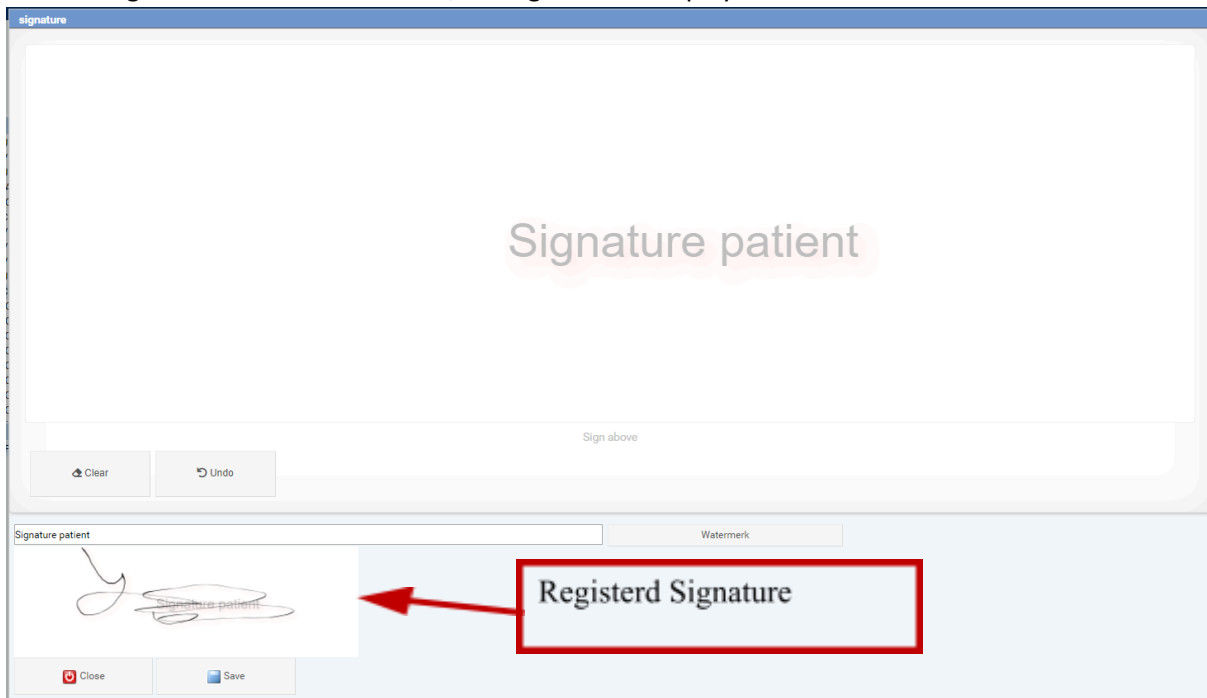 signature
Signature patient
Sign above
Clear
Undo
Signature patient
Watermerk
Signature patient
Registerd Signature
Close
Save